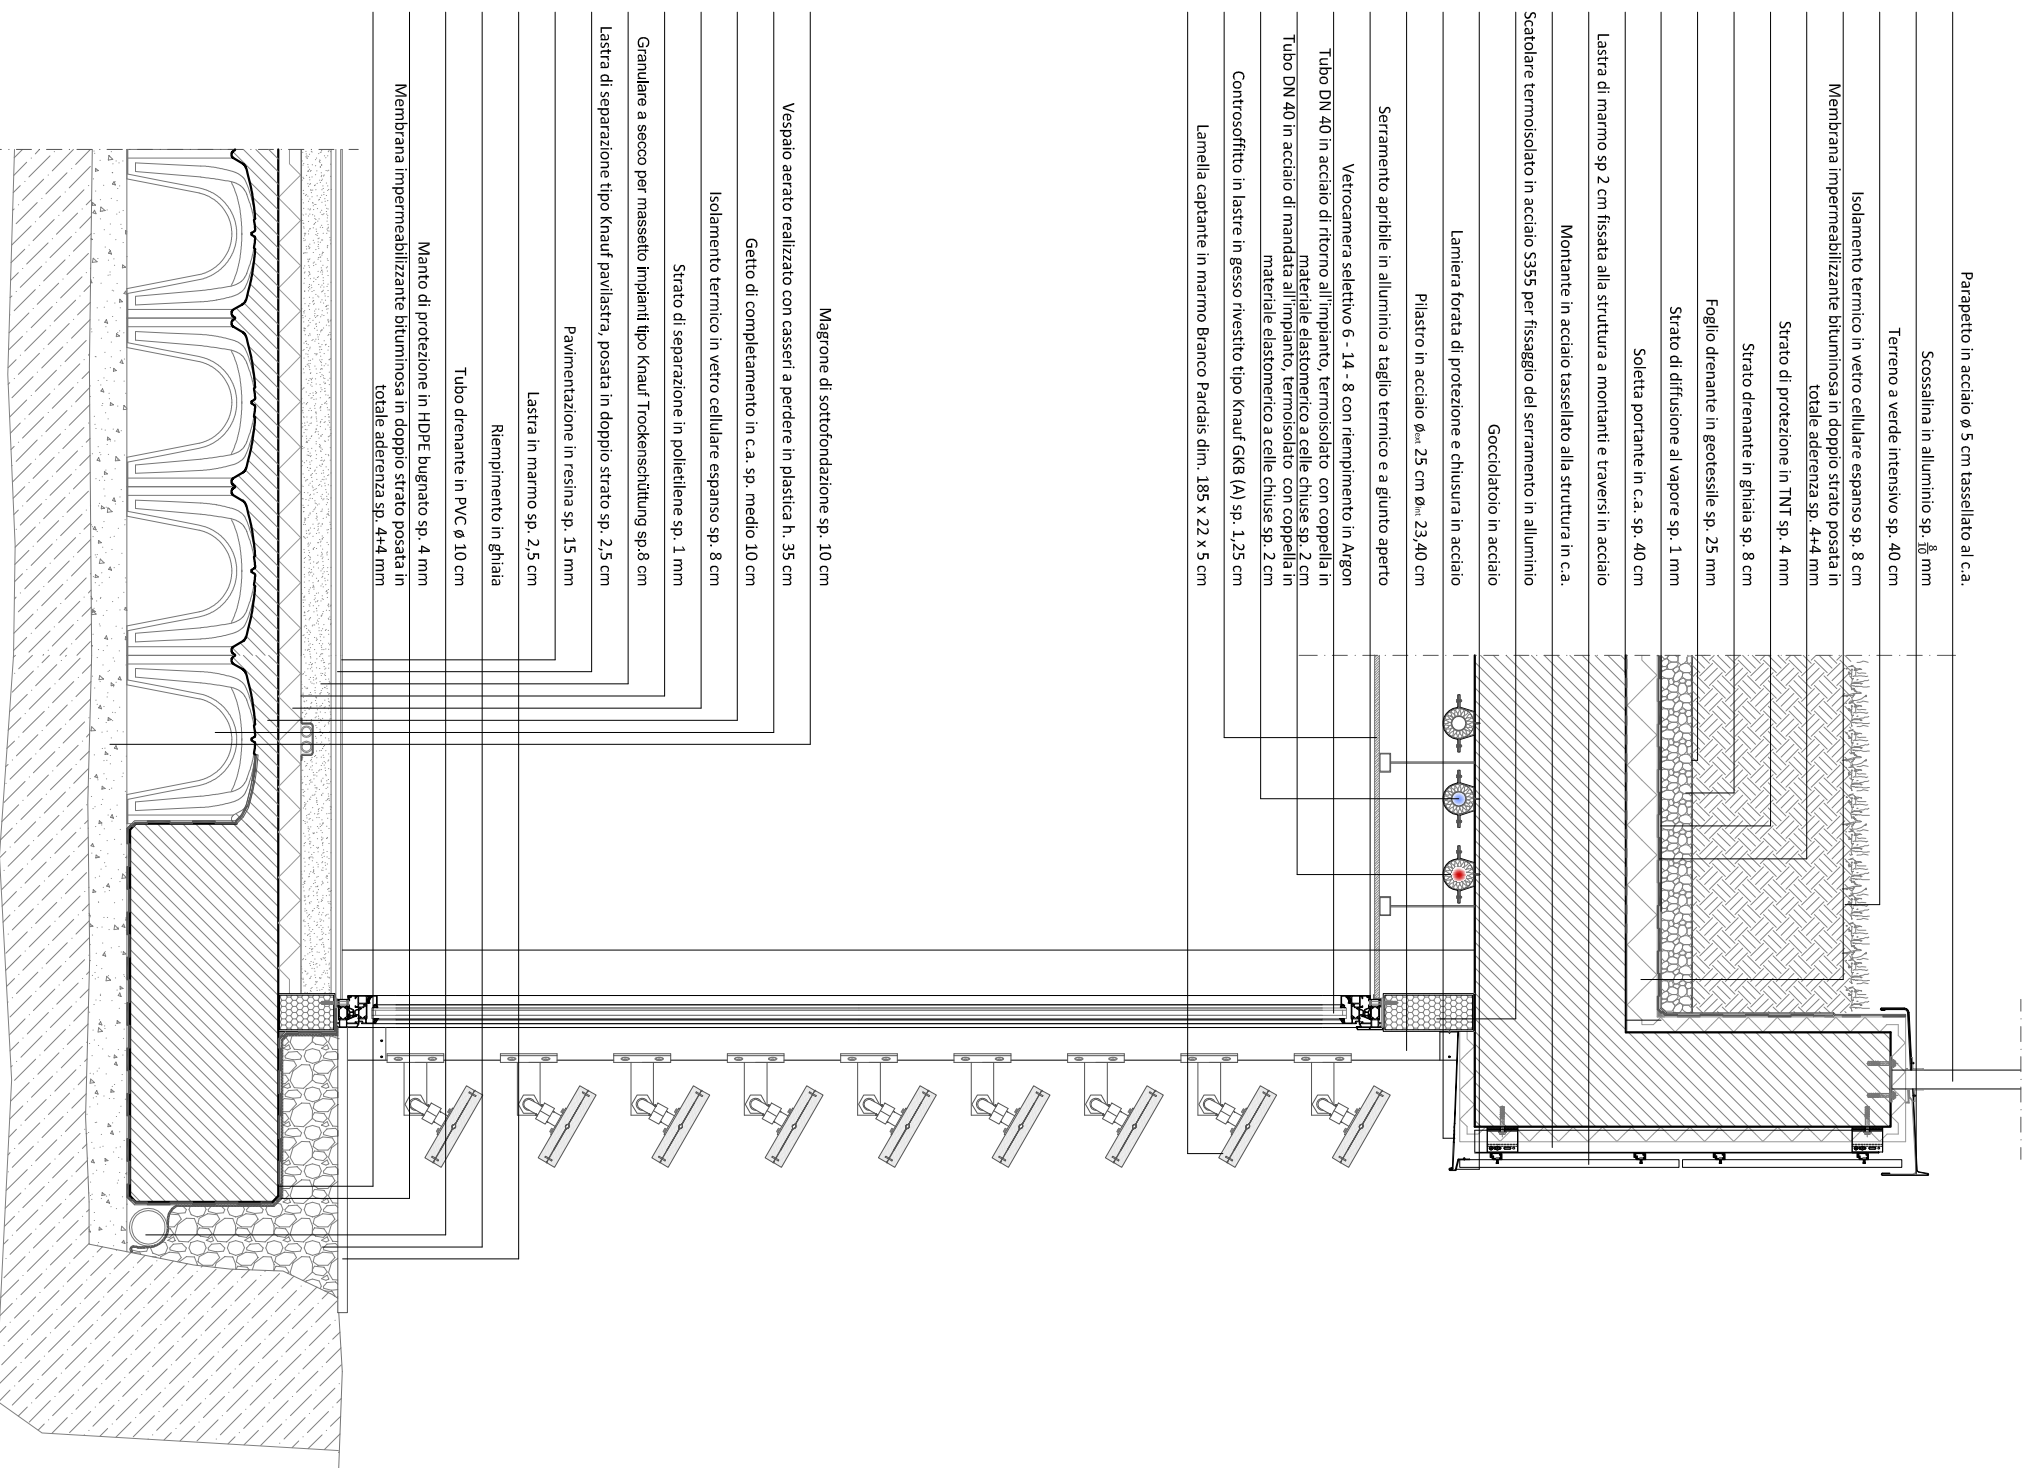 Parapetto in acciaio ø 5 cm tassellato al c.a.
Scossalina in alluminio sp. 8/10 mm
Terreno a verde intensivo sp. 40 cm
Isolamento termico in vetro cellulare espanso sp. 8 cm
Membrana impermeabilizzante bituminosa in doppio strato posata in
totale aderenza sp. 4+4 mm
Strato di protezione in TNT sp. 4 mm
Strato drenante in ghiaia sp. 8 cm
Foglio drenante in geotessile sp. 25 mm
Strato di diffusione al vapore sp. 1 mm
Soletta portante in c.a. sp. 40 cm
Lastra di marmo sp 2 cm fissata alla struttura a montanti e traversi in acciaio
Montante in acciaio tassellato alla struttura in c.a.
Scatolare termoisolato in acciaio S355 per fissaggio del serramento in alluminio
Gocciolatoio in acciaio
Lamiera forata di protezione e chiusura in acciaio
Pilastro in acciaio øext 25 cm øint 23,40 cm
Serramento apribile in alluminio a taglio termico e a giunto aperto
Vetrocamera selettivo 6 - 14 - 8 con riempimento in Argon
Tubo DN 40 in acciaio di ritorno all'impianto, termoisolato con coppella in
materiale elastomerico a celle chiuse sp. 2 cm
Tubo DN 40 in acciaio di mandata all'impianto, termoisolato con coppella in
materiale elastomerico a celle chiuse sp. 2 cm
Controsoffitto in lastre in gesso rivestito tipo Knauf GKB (A) sp. 1,25 cm
Lamella captante in marmo Branco Pardais dim. 185 x 22 x 5 cm
Magrone di sottofondazione sp. 10 cm
Vespaio aerato realizzato con casseri a perdere in plastica h. 35 cm
Getto di completamento in c.a. sp. medio 10 cm
Isolamento termico in vetro cellulare espanso sp. 8 cm
Strato di separazione in polietilene sp. 1 mm
Granulare a secco per massetto impianti tipo Knauf Trockenschüttung sp.8 cm
Lastra di separazione tipo Knauf pavilastra, posata in doppio strato sp. 2,5 cm
Pavimentazione in resina sp. 15 mm
Lastra in marmo sp. 2,5 cm
Riempimento in ghiaia
Tubo drenante in PVC ø 10 cm
Manto di protezione in HDPE bugnato sp. 4 mm
Membrana impermeabilizzante bituminosa in doppio strato posata in
totale aderenza sp. 4+4 mm